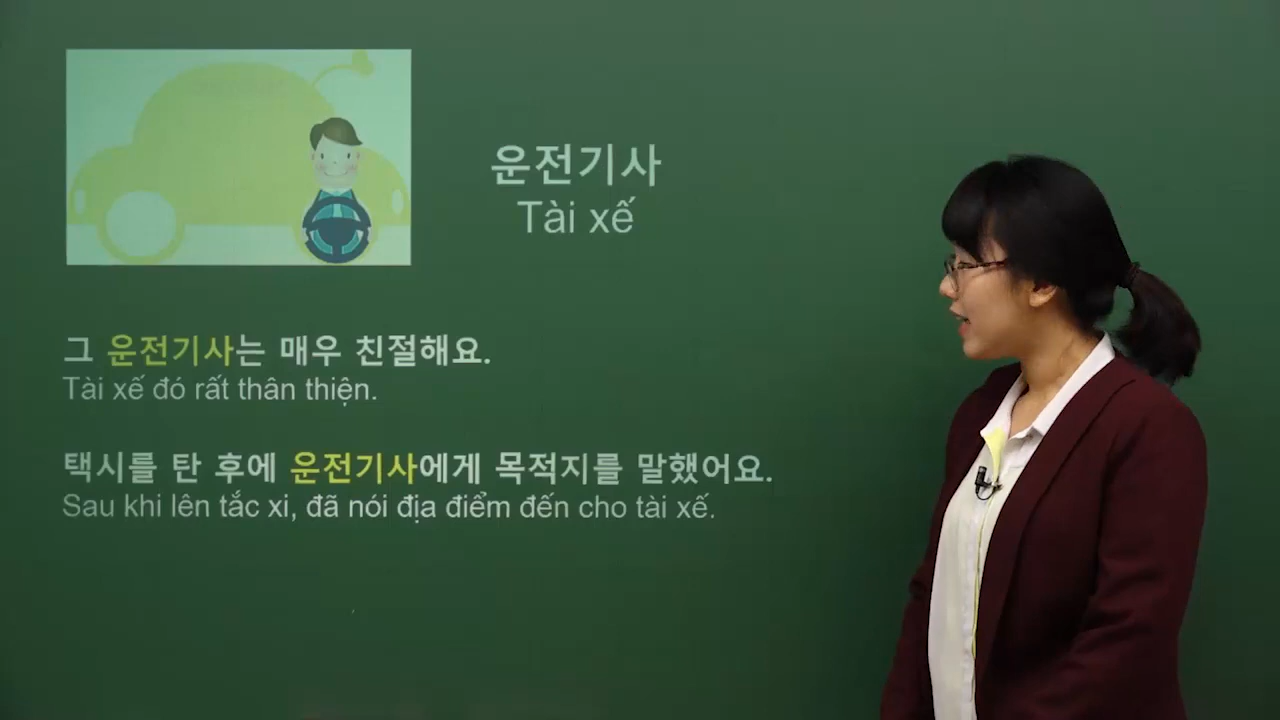 운전기사
Tài xế
그 운전기사는 매우 친절해요.
Tài xế đó rất thân thiện.
택시를 탄 후에 운전기사에게 목적지를 말했어요.
Sau khi lên tắc xi, đã nói địa điểm đến cho tài xế.